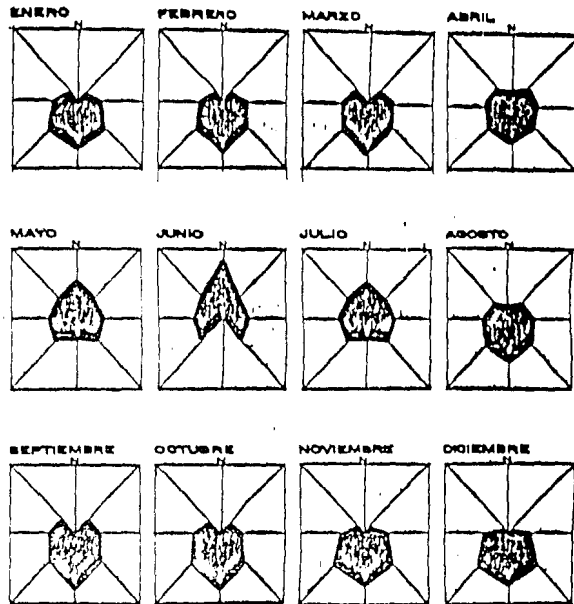 ENERO FEBRERO MARZO ABRIL
N N N N
MAYO JUNIO JULIO AGOSTO
N N N N
SEPTIEMBRE OCTUBRE NOVIEMBRE DICIEMBRE
N N N N